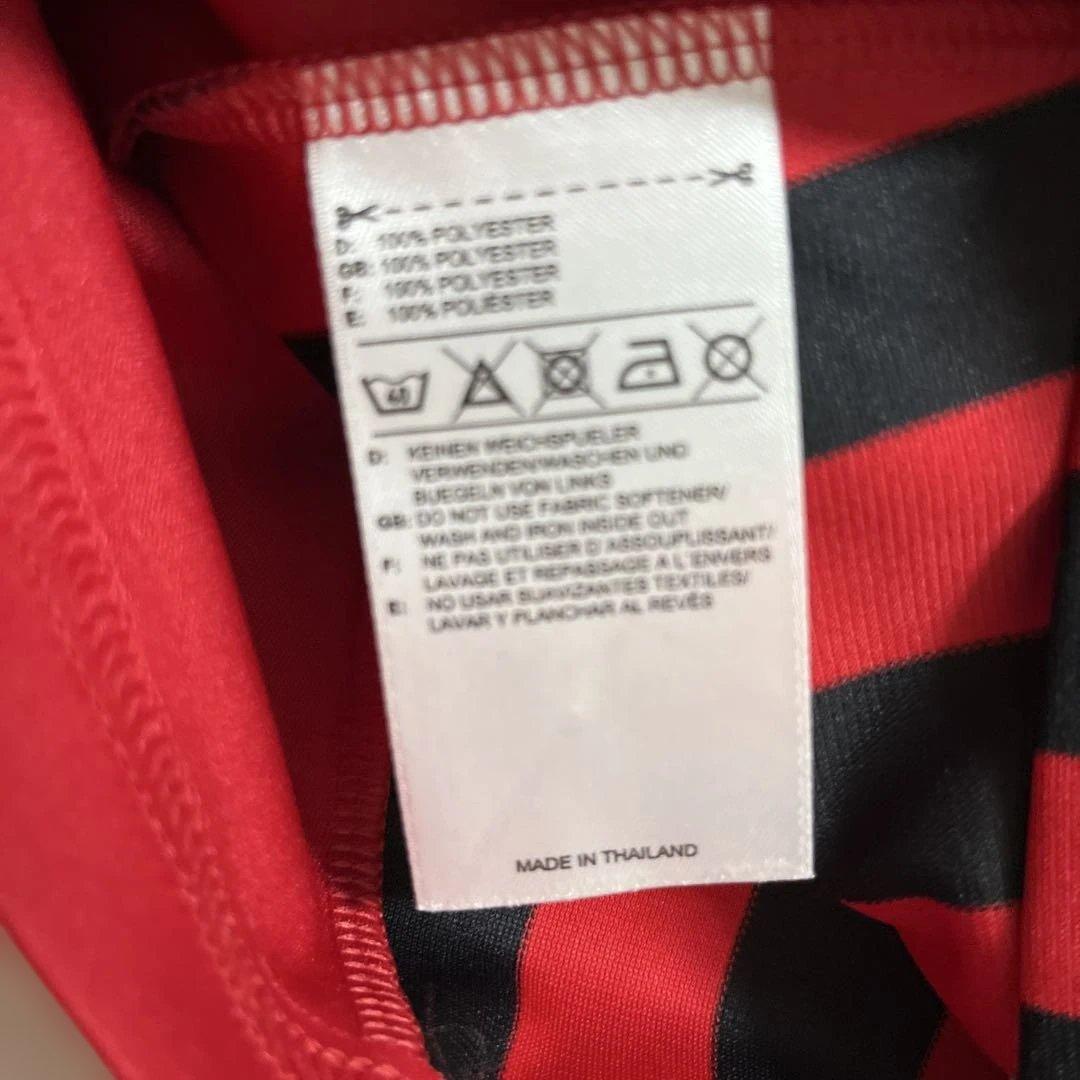 D: 100% POLYESTER
GB: 100% POLYESTER
F: 100% POLYESTER
E: 100% POLIÉSTER
40
D: KEINEN WEICHSPUELER
VERWENDEN/WASCHEN UND
BUEGELN VON LINKS
GB: DO NOT USE FABRIC SOFTENER/
WASH AND IRON INSIDE OUT
F: NE PAS UTILISER D'ASSOUPLISSANT/
LAVAGE ET REPASSAGE A L'ENVERS
E: NO USAR SUAVIZANTES TEXTILES/
LAVAR Y PLANCHAR AL REVÉS
MADE IN THAILAND